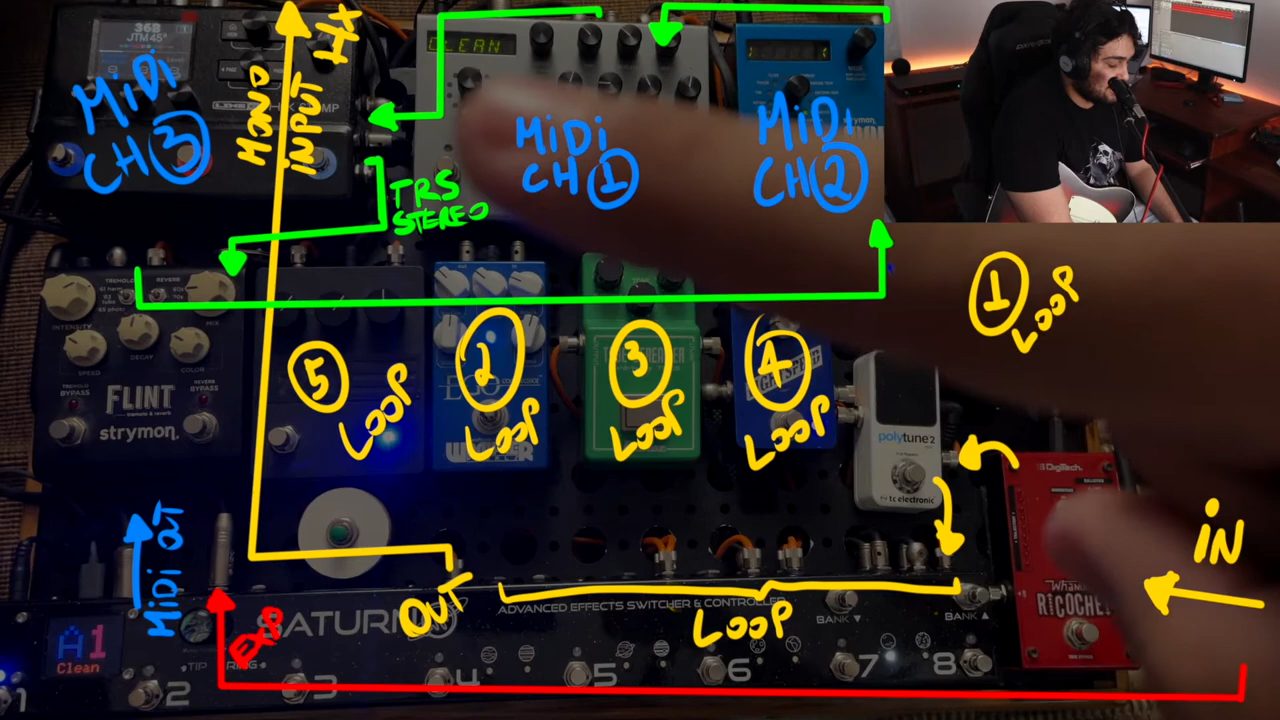 36B
JTM 45
CLEAN
MiDi
CH ③
MONO
INPUT
HX
MiDi
CH ①
MiDi
CH ②
strymon
TRS
STEREO
① LOOP
TREMOLO
REVERB
INTENSITY
MIX
DECAY
SPEED
COLOR
TREMOLO
BYPASS
REVERB
BYPASS
FLINT
tremolo & reverb
strymon.
⑤ LOOP
② LOOP
③ LOOP
④ LOOP
polytune 2
tc electronic
DigiTech
iN
WHAMMY
RICOCHET
MiDi OUT
EXP
OUT
LOOP
SATURN
ADVANCED EFFECTS SWITCHER & CONTROLLER
BANK ▼
BANK ▲
A1
Clean
TIP
RING
1
2
3
4
5
6
7
8